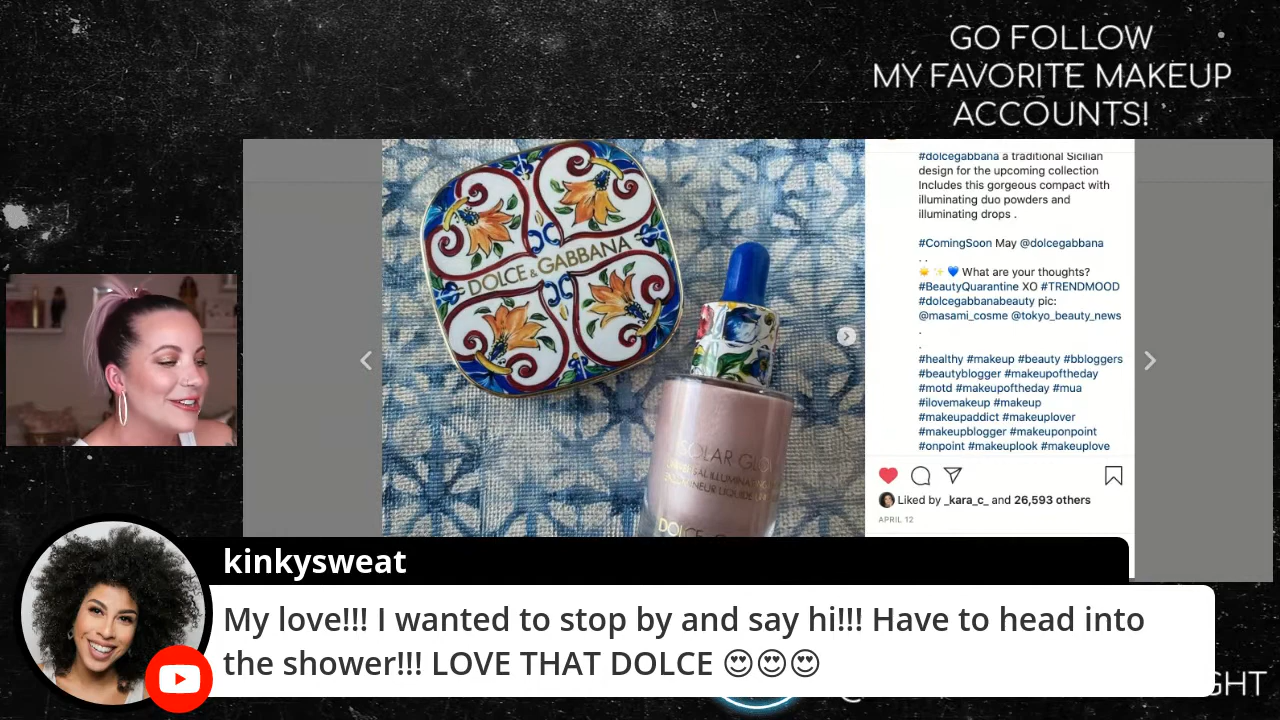 GO FOLLOW
MY FAVORITE MAKEUP
ACCOUNTS!
#dolcegabbana a traditional Sicilian
design for the upcoming collection
Includes this gorgeous compact with
illuminating duo powders and
illuminating drops .
#ComingSoon May @dolcegabbana
. .
☀️ ✨ 💙 What are your thoughts?
#BeautyQuarantine XO #TRENDMOOD
#dolcegabbanabeauty pic:
@masami_cosme @tokyo_beauty_news
.
.
#healthy #makeup #beauty #bbloggers
#beautyblogger #makeupoftheday
#motd #makeupoftheday #mua
#ilovemakeup #makeup
#makeupaddict #makeuplover
#makeupblogger #makeuponpoint
#onpoint #makeuplook #makeuplove
Liked by _kara_c_ and 26,593 others
APRIL 12
DOLCE & GABBANA
SOLAR GLO
DOLCE
kinkysweat
My love!!! I wanted to stop by and say hi!!! Have to head into
the shower!!! LOVE THAT DOLCE 😍😍😍
GHT